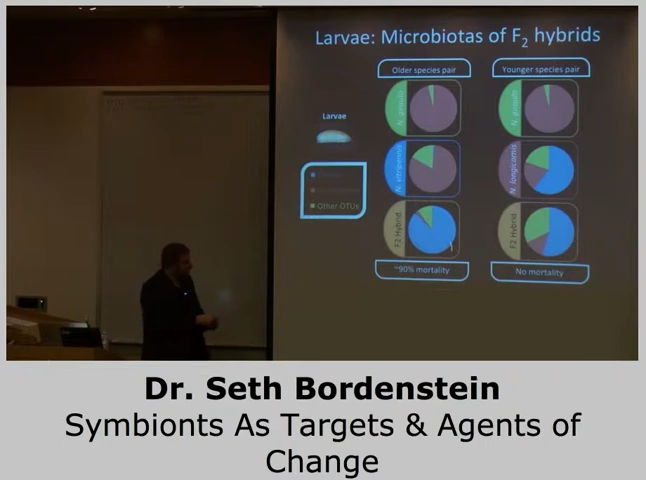 Larvae: Microbiotas of F2 hybrids
Older species pair
Younger species pair
Larvae
N. vitripennis
N. longicornis
Other OTUs
F2 Hybrid
F2 Hybrid
~90% mortality
No mortality
Dr. Seth Bordenstein
Symbionts As Targets & Agents of
Change